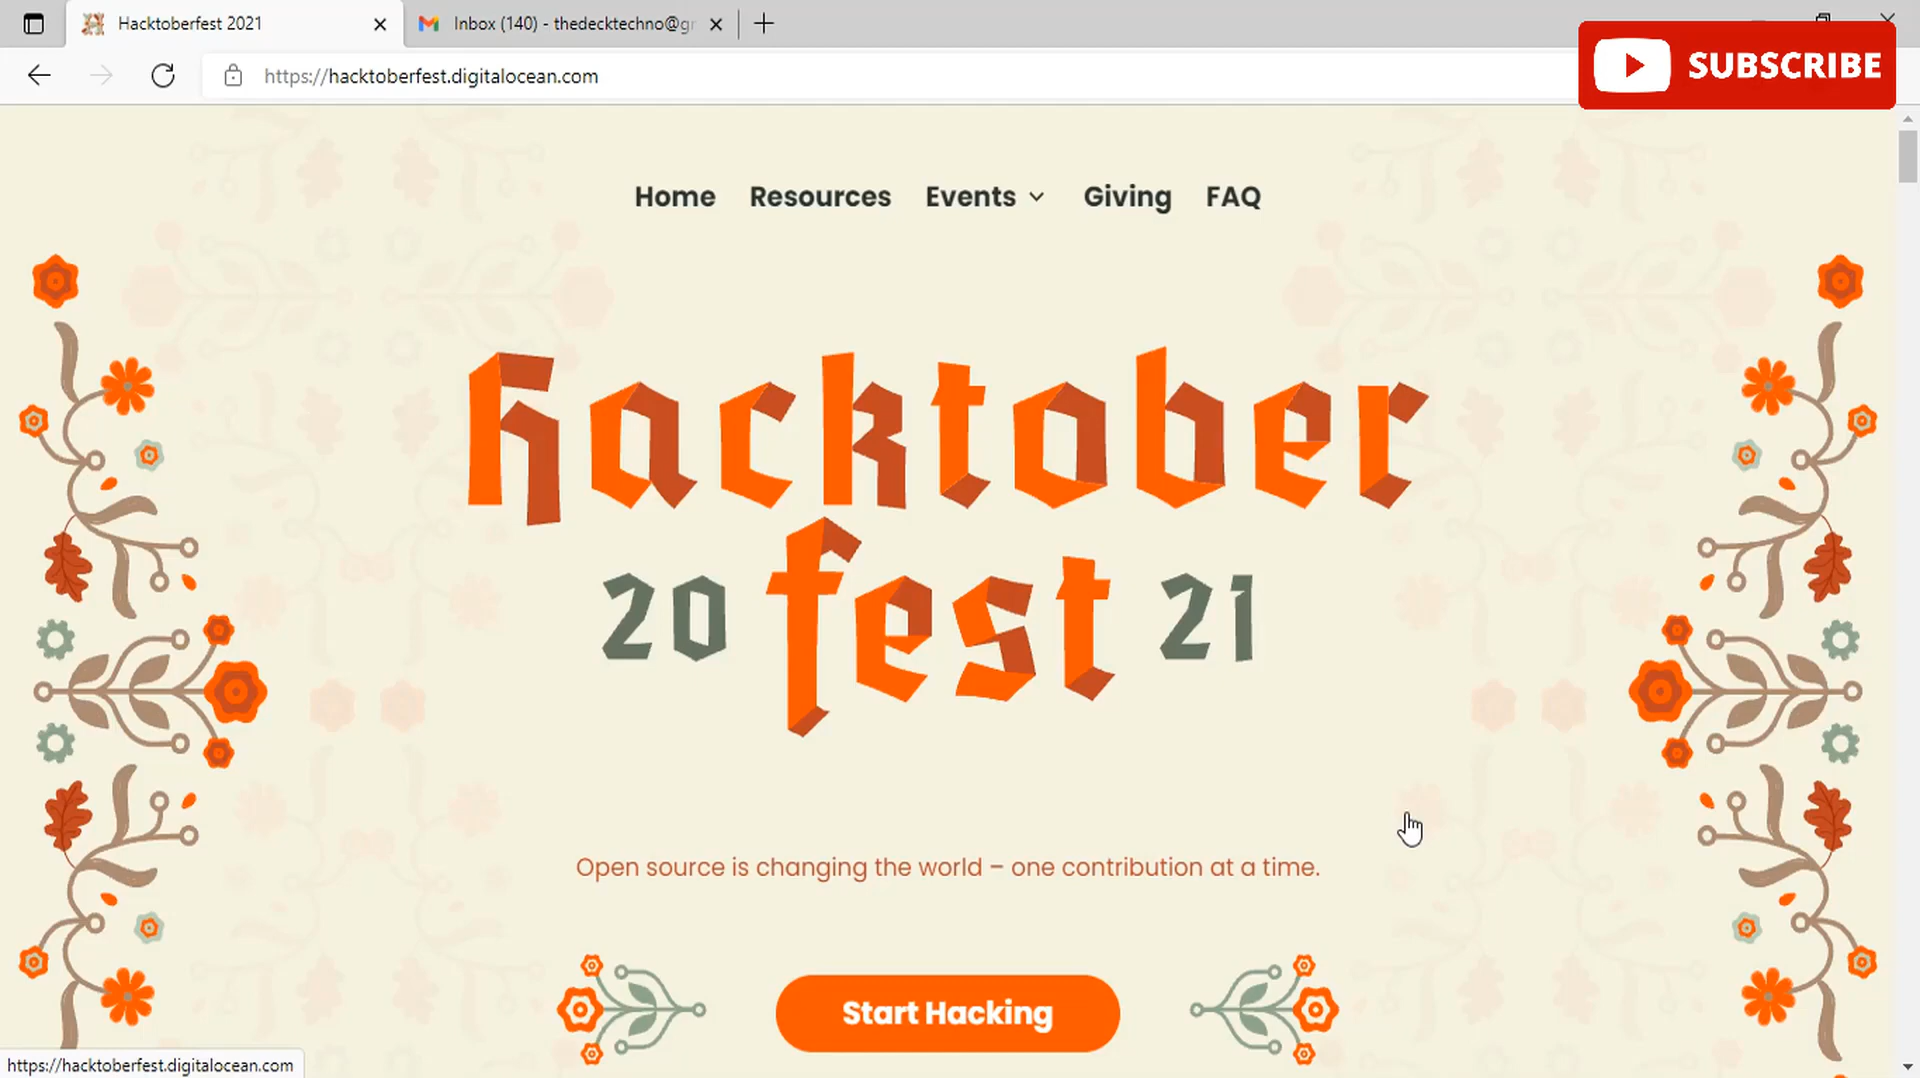 Hacktoberfest 2021
Inbox (140) - thedecktechno@gr
https://hacktoberfest.digitalocean.com
SUBSCRIBE
Home Resources Events Giving FAQ
hacktober
20 fest 21
Open source is changing the world – one contribution at a time.
Start Hacking
https://hacktoberfest.digitalocean.com